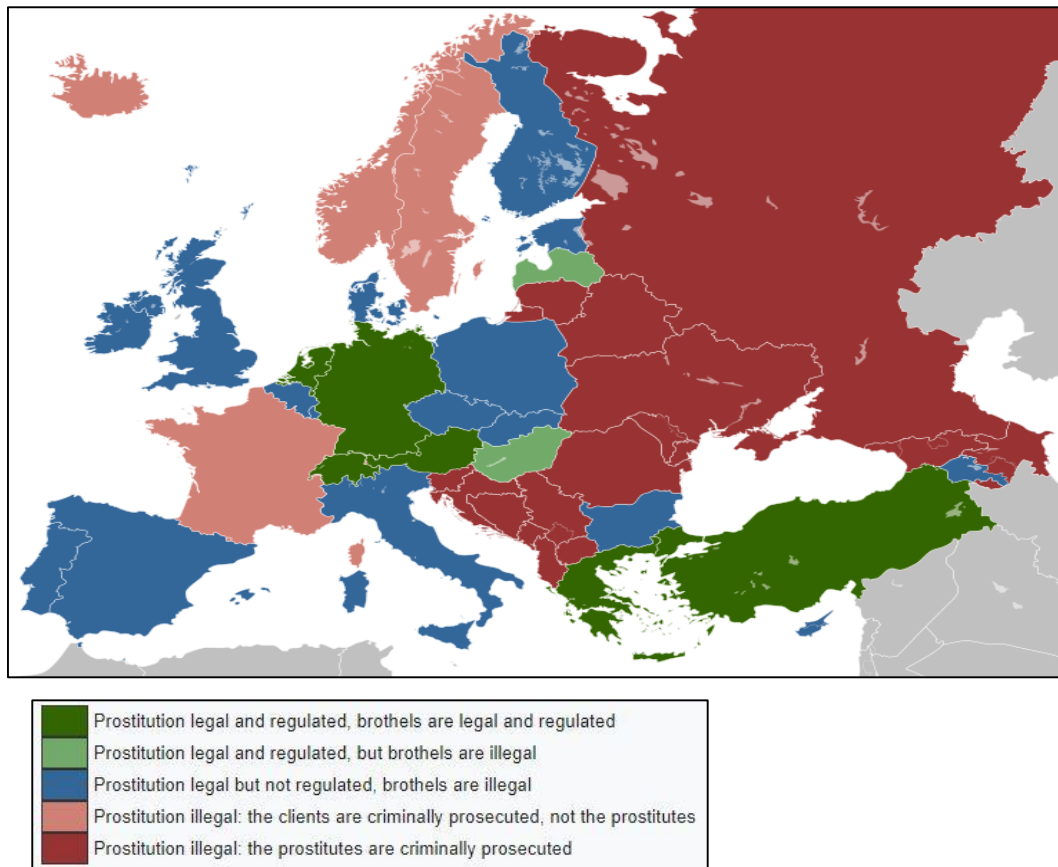 Prostitution legal and regulated, brothels are legal and regulated
Prostitution legal and regulated, but brothels are illegal
Prostitution legal but not regulated, brothels are illegal
Prostitution illegal: the clients are criminally prosecuted, not the prostitutes
Prostitution illegal: the prostitutes are criminally prosecuted